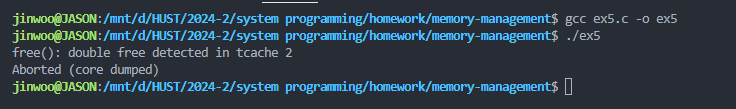 jinwoo@JASON:/mnt/d/HUST/2024-2/system programming/homework/memory-management$ gcc ex5.c -o ex5
jinwoo@JASON:/mnt/d/HUST/2024-2/system programming/homework/memory-management$ ./ex5
free(): double free detected in tcache 2
Aborted (core dumped)
jinwoo@JASON:/mnt/d/HUST/2024-2/system programming/homework/memory-management$